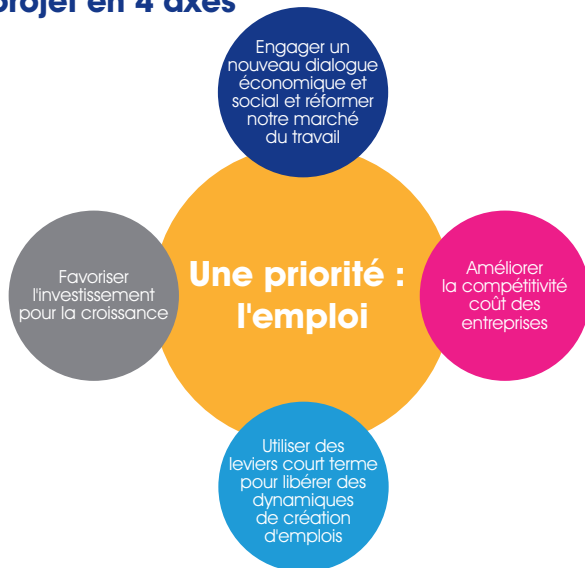 projet en 4 axes
Engager un
nouveau dialogue
économique et
social et réformer
notre marché
du travail
Favoriser
l'investissement
pour la croissance
Une priorité :
l'emploi
Améliorer
la compétitivité
coût des
entreprises
Utiliser des
leviers court terme
pour libérer des
dynamiques
de création
d'emplois